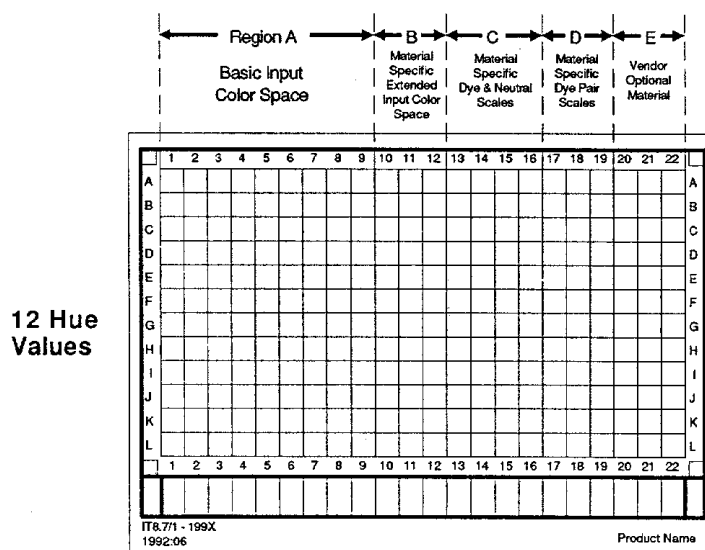 Region A B C D E
Basic Input
Color Space
Material
Specific
Extended
Input Color
Space
Material
Specific
Dye & Neutral
Scales
Material
Specific
Dye Pair
Scales
Vendor
Optional
Material
1 2 3 4 5 6 7 8 9 10 11 12 13 14 15 16 17 18 19 20 21 22
A A
B B
C C
D D
E E
F F
12 Hue
Values
G G
H H
I I
J J
K K
L L
1 2 3 4 5 6 7 8 9 10 11 12 13 14 15 16 17 18 19 20 21 22
IT8.7/1 - 199X
1992:06
Product Name